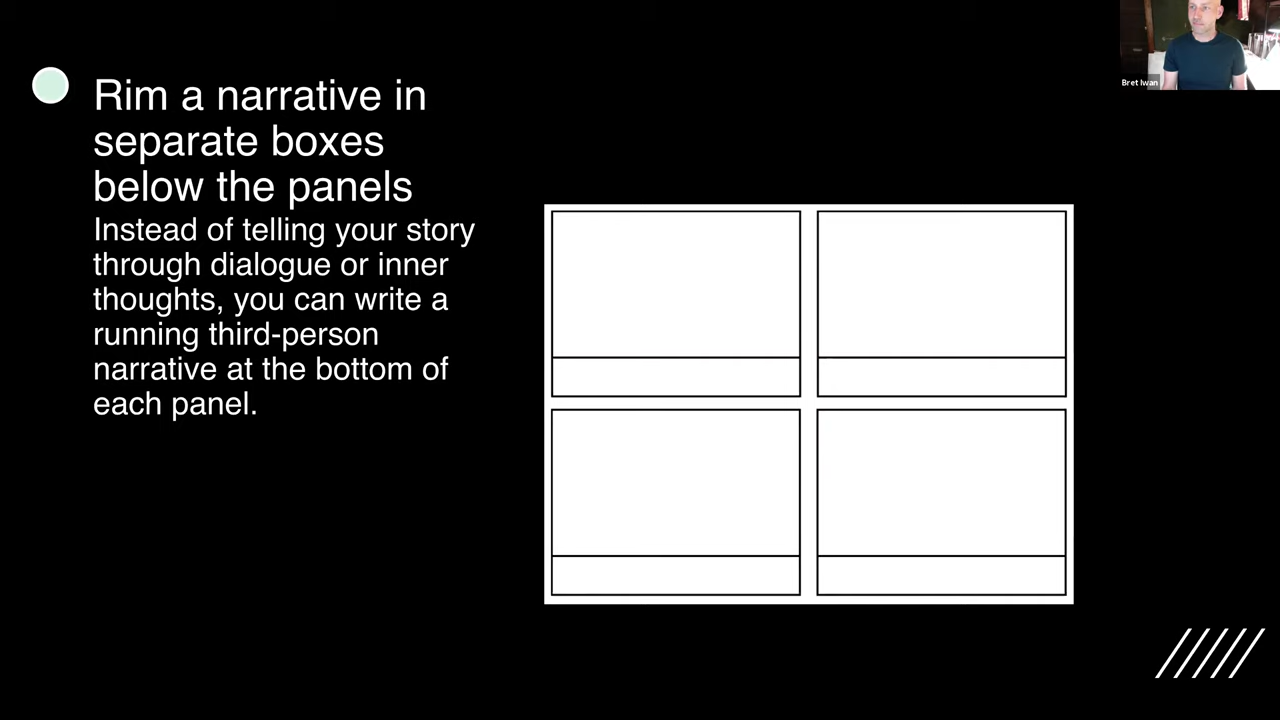 Rim a narrative in
separate boxes
below the panels
Instead of telling your story
through dialogue or inner
thoughts, you can write a
running third-person
narrative at the bottom of
each panel.
Bret Iwan